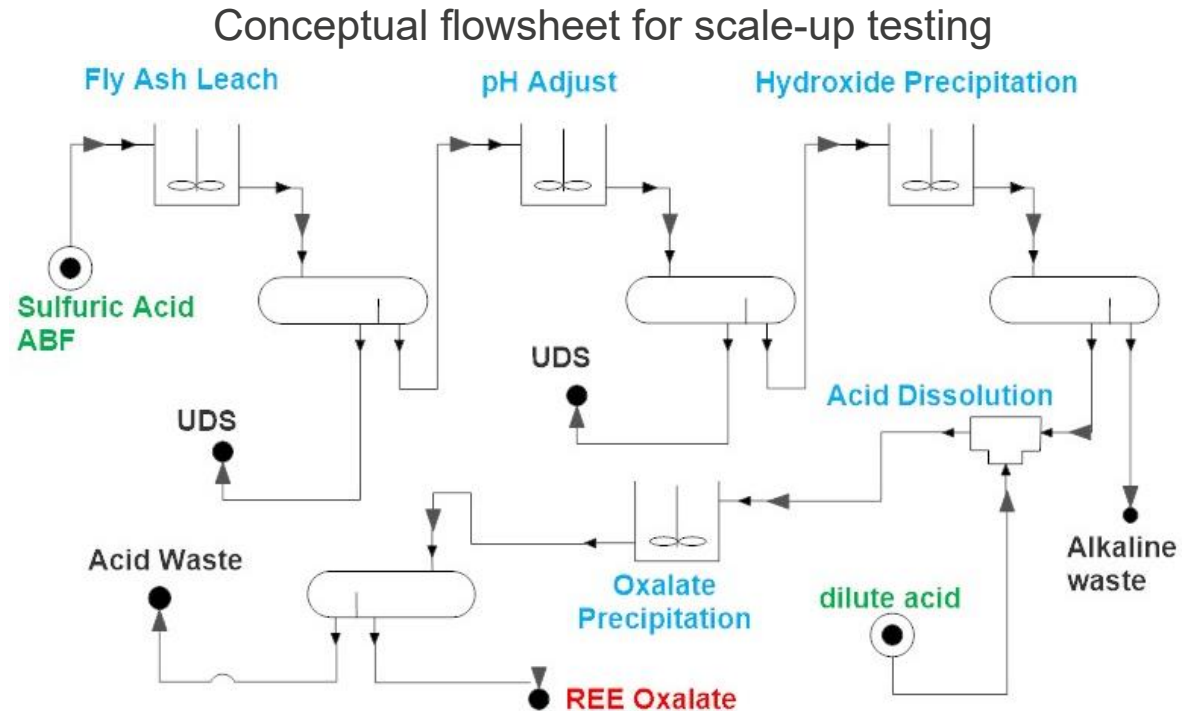 Conceptual flowsheet for scale-up testing
Fly Ash Leach
pH Adjust
Hydroxide Precipitation
Sulfuric Acid
ABF
UDS
UDS
Acid Dissolution
Acid Waste
Oxalate
Precipitation
dilute acid
Alkaline
waste
REE Oxalate